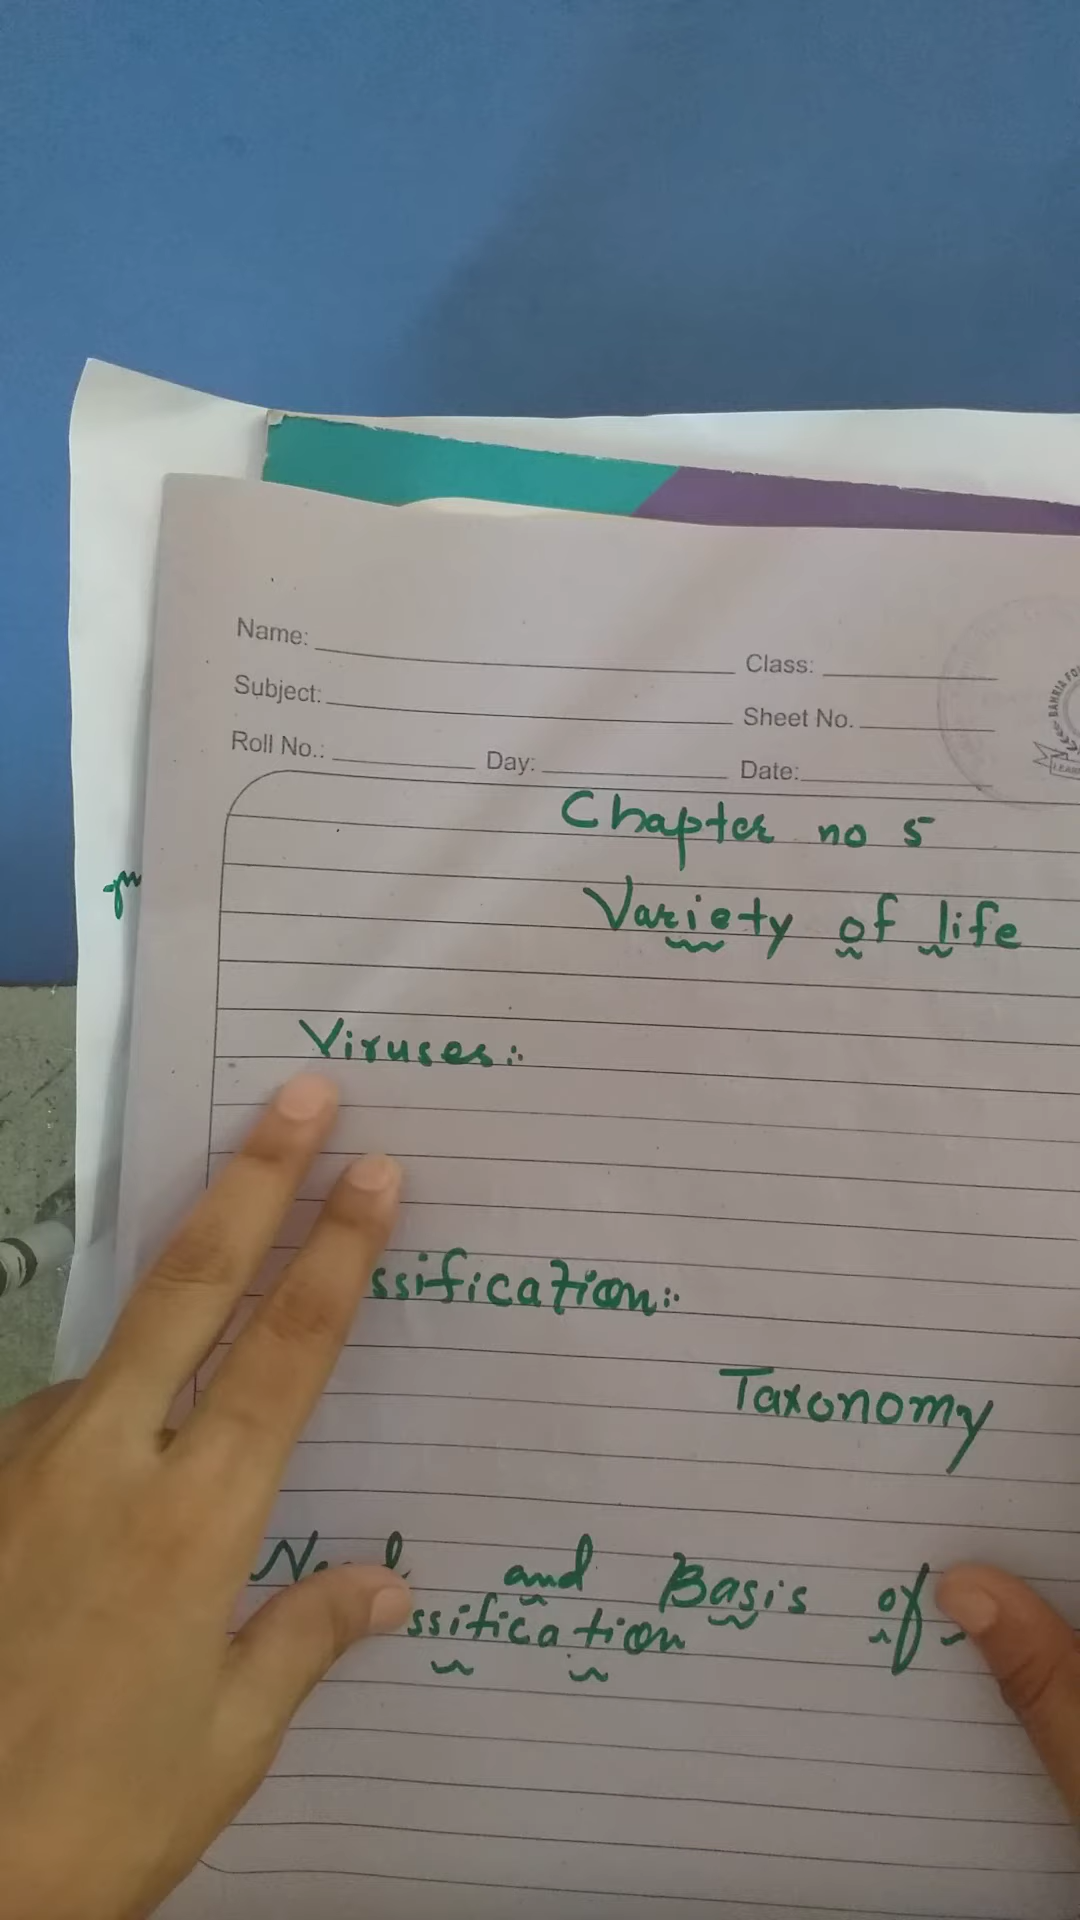 Name:
Class:
Subject:
Sheet No.
Roll No.: Day: Date:
BAHRIA
Chapter no 5
Variety of life
Viruses:
ssification:
Taxonomy
and Basis of
ssification